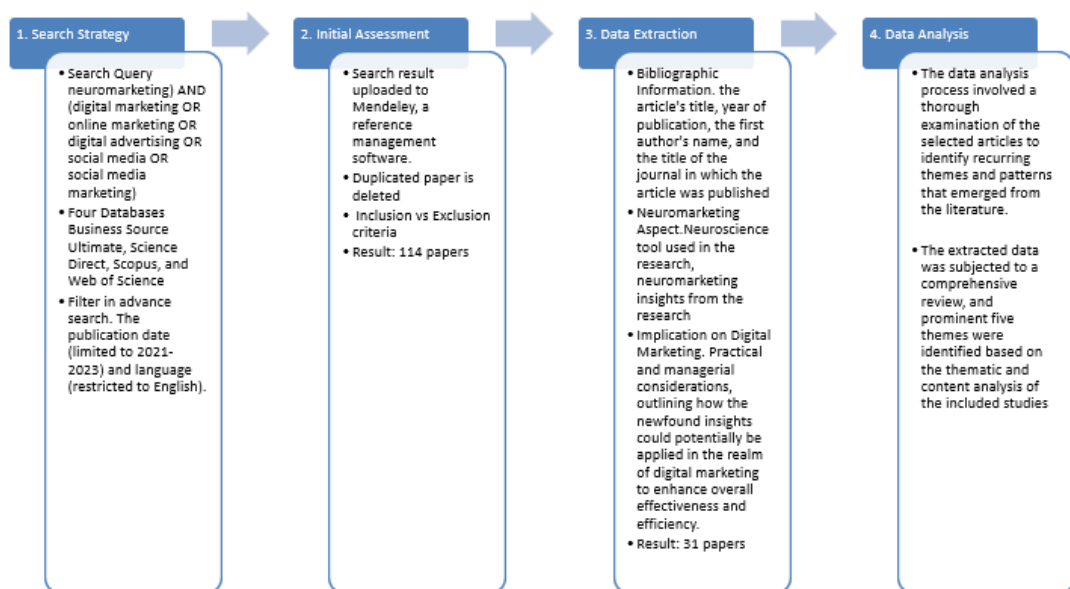 1. Search Strategy
• Search Query
neuromarketing) AND
(digital marketing OR
online marketing OR
digital advertising OR
social media OR
social media
marketing)
• Four Databases
Business Source
Ultimate, Science
Direct, Scopus, and
Web of Science
• Filter in advance
search. The
publication date
(limited to 2021-
2023) and language
(restricted to English).
2. Initial Assessment
• Search result
uploaded to
Mendeley, a
reference
management
software.
• Duplicated paper is
deleted
• Inclusion vs Exclusion
criteria
• Result: 114 papers
3. Data Extraction
• Bibliographic
Information. the
article's title, year of
publication, the first
author's name, and
the title of the
journal in which the
article was published
• Neuromarketing
Aspect.Neuroscience
tool used in the
research,
neuromarketing
insights from the
research
• Implication on Digital
Marketing. Practical
and managerial
considerations,
outlining how the
newfound insights
could potentially be
applied in the realm
of digital marketing
to enhance overall
effectiveness and
efficiency.
• Result: 31 papers
4. Data Analysis
• The data analysis
process involved a
thorough
examination of the
selected articles to
identify recurring
themes and patterns
that emerged from
the literature.
• The extracted data
was subjected to a
comprehensive
review, and
prominent five
themes were
identified based on
the thematic and
content analysis of
the included studies